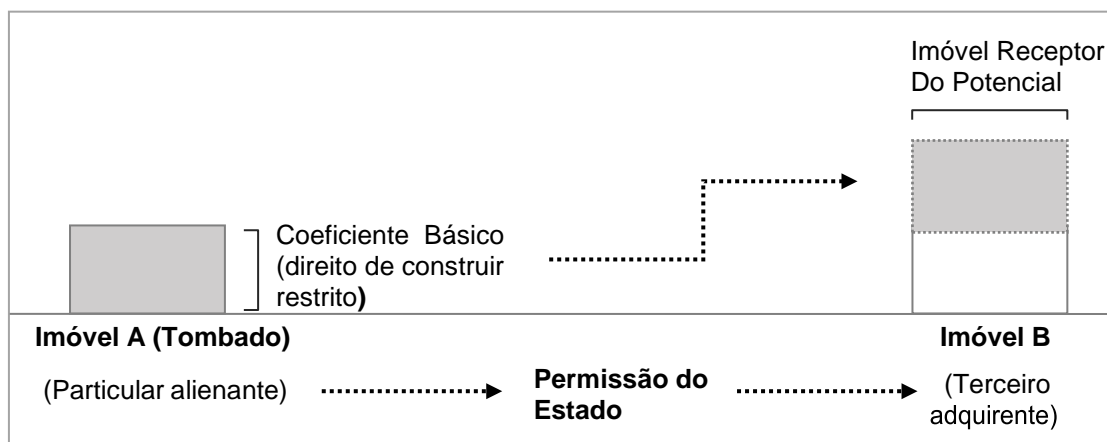 Imóvel Receptor
Do Potencial
Coeficiente Básico
(direito de construir
restrito)
Imóvel A (Tombado)
Imóvel B
(Particular alienante)
Permissão do
Estado
(Terceiro
adquirente)